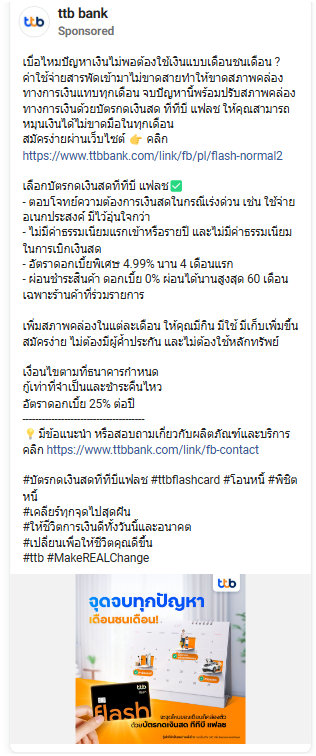 ttb
ttb bank
Sponsored
เบื่อไหมปัญหาเงินไม่พอต้องใช้เงินแบบเดือนชนเดือน ?
ค่าใช้จ่ายสารพัดเข้ามาไม่ขาดสายทำให้ขาดสภาพคล่อง
ทางการเงินแทบทุกเดือน จบปัญหานี้พร้อมปรับสภาพคล่อง
ทางการเงินด้วยบัตรกดเงินสด ทีทีบี แฟลช ให้คุณสามารถ
หมุนเงินได้ไม่ขาดมือในทุกเดือน
สมัครง่ายผ่านเว็บไซต์ 👉 คลิก
https://www.ttbbank.com/link/fb/pl/flash-normal2
เลือกบัตรกดเงินสดทีทีบี แฟลช✅
- ตอบโจทย์ความต้องการเงินสดในกรณีเร่งด่วน เช่น ใช้จ่าย
อเนกประสงค์ มีไว้อุ่นใจกว่า
- ไม่มีค่าธรรมเนียมแรกเข้าหรือรายปี และไม่มีค่าธรรมเนียม
ในการเบิกเงินสด
- อัตราดอกเบี้ยพิเศษ 4.99% นาน 4 เดือนแรก
- ผ่อนชำระสินค้า ดอกเบี้ย 0% ผ่อนได้นานสูงสุด 60 เดือน
เฉพาะร้านค้าที่ร่วมรายการ
เพิ่มสภาพคล่องในแต่ละเดือน ให้คุณมีกิน มีใช้ มีเก็บเพิ่มขึ้น
สมัครง่าย ไม่ต้องมีผู้ค้ำประกัน และไม่ต้องใช้หลักทรัพย์
เงื่อนไขตามที่ธนาคารกำหนด
กู้เท่าที่จำเป็นและชำระคืนไหว
อัตราดอกเบี้ย 25% ต่อปี
----------------------------------------
💡มีข้อแนะนำ หรือสอบถามเกี่ยวกับผลิตภัณฑ์และบริการ
คลิก https://www.ttbbank.com/link/fb-contact
#บัตรกดเงินสดทีทีบีแฟลช #ttbflashcard #โอนหนี้ #พิชิต
หนี้
#เคลียร์ทุกจุดไปสุดฝัน
#ให้ชีวิตการเงินดีทั้งวันนี้และอนาคต
#เปลี่ยนเพื่อให้ชีวิตคุณดีขึ้น
#ttb #MakeREALChange
ttb
จุดจบทุกปัญหา
เดือนชนเดือน!
ttb
flash
ด้วยบัตรกดเงินสด ทีทีบี แฟลช